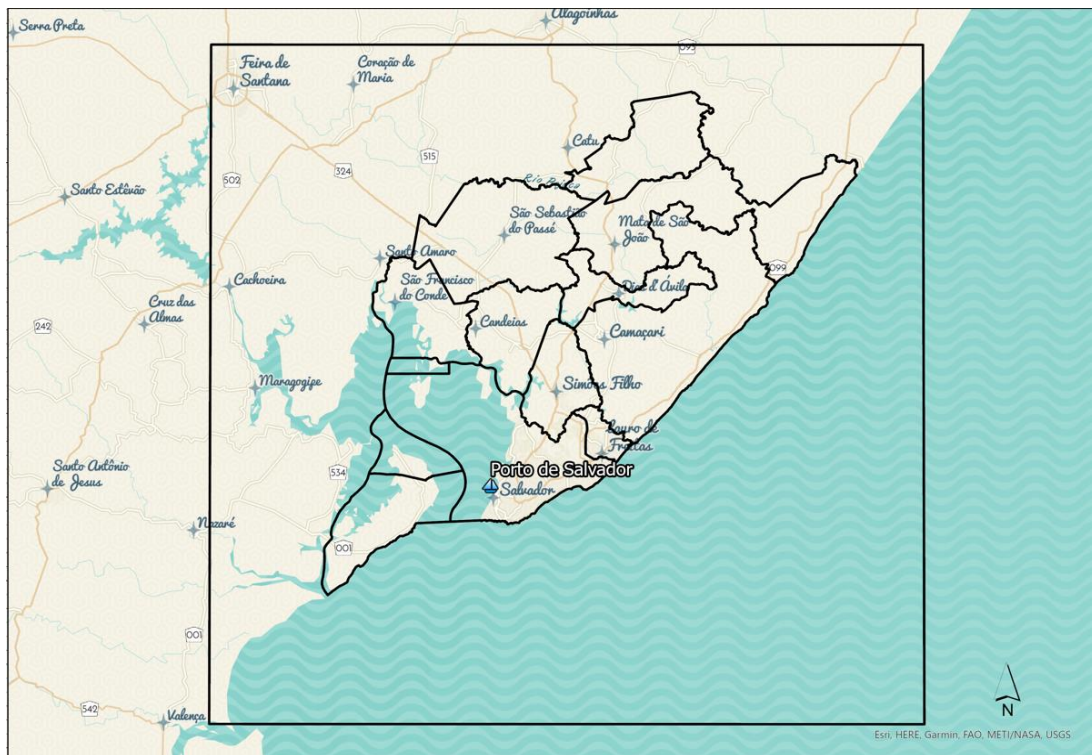 Alagoinhas
Serra Preta
093
Feira de
Santana
Coração de
Maria
Catu
515
324
502
Rio Pojuca
Santo Estêvão
São Sebastião
do Passé
Mata de São
João
Santo Amaro
099
São Francisco
do Conde
Dias d'Ávila
Cachoeira
Cruz das
Almas
242
Candeias
Camaçari
Maragogipe
Simões Filho
Lauro de
Freitas
534
Santo Antônio
de Jesus
Porto de Salvador
Salvador
Nazaré
001
001
N
542
Valença
Esri, HERE, Garmin, FAO, METI/NASA, USGS